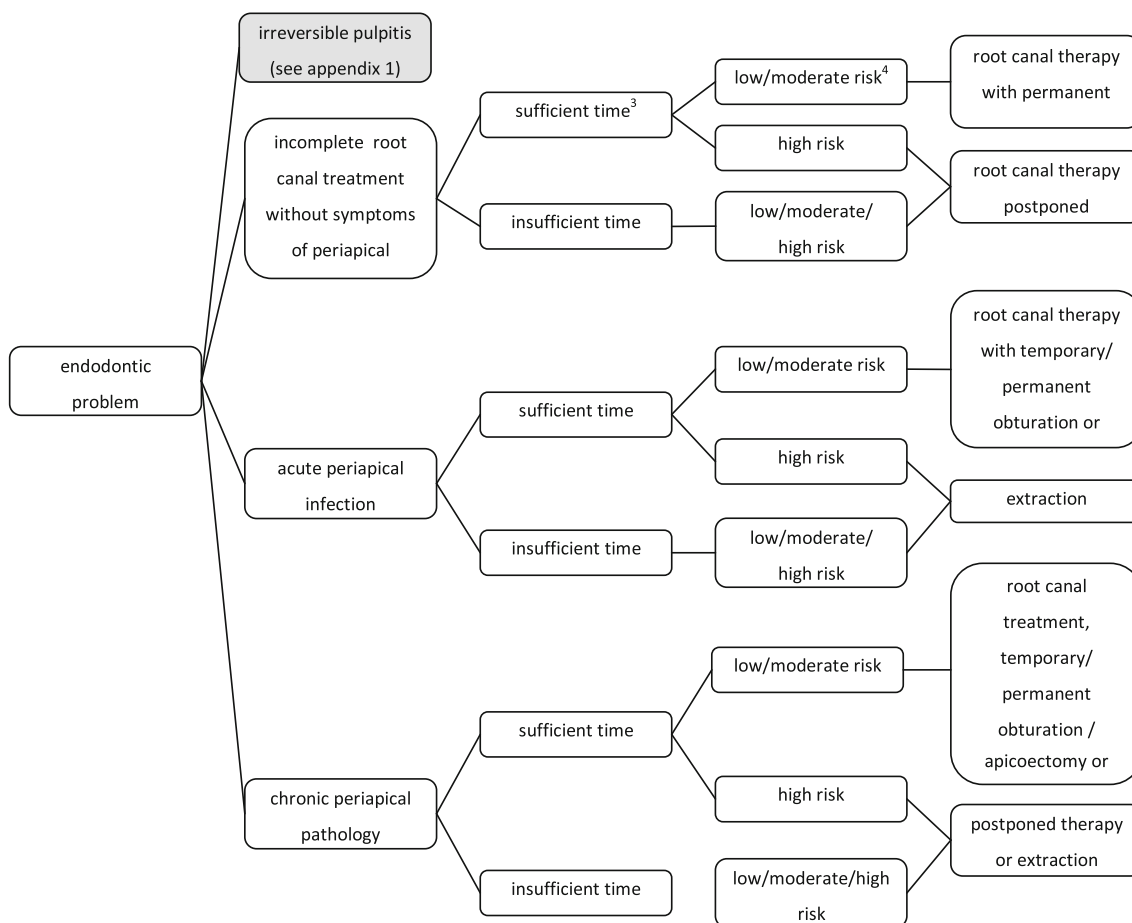 irreversible pulpitis
(see appendix 1)
incomplete root
canal treatment
without symptoms
of periapical
sufficient time³
low/moderate risk⁴
root canal therapy
with permanent
high risk
root canal therapy
postponed
insufficient time
low/moderate/
high risk
endodontic
problem
acute periapical
infection
sufficient time
low/moderate risk
root canal therapy
with temporary/
permanent
obturation or
high risk
extraction
insufficient time
low/moderate/
high risk
chronic periapical
pathology
sufficient time
low/moderate risk
root canal
treatment,
temporary/
permanent
obturation /
apicoectomy or
high risk
postponed therapy
or extraction
insufficient time
low/moderate/high
risk